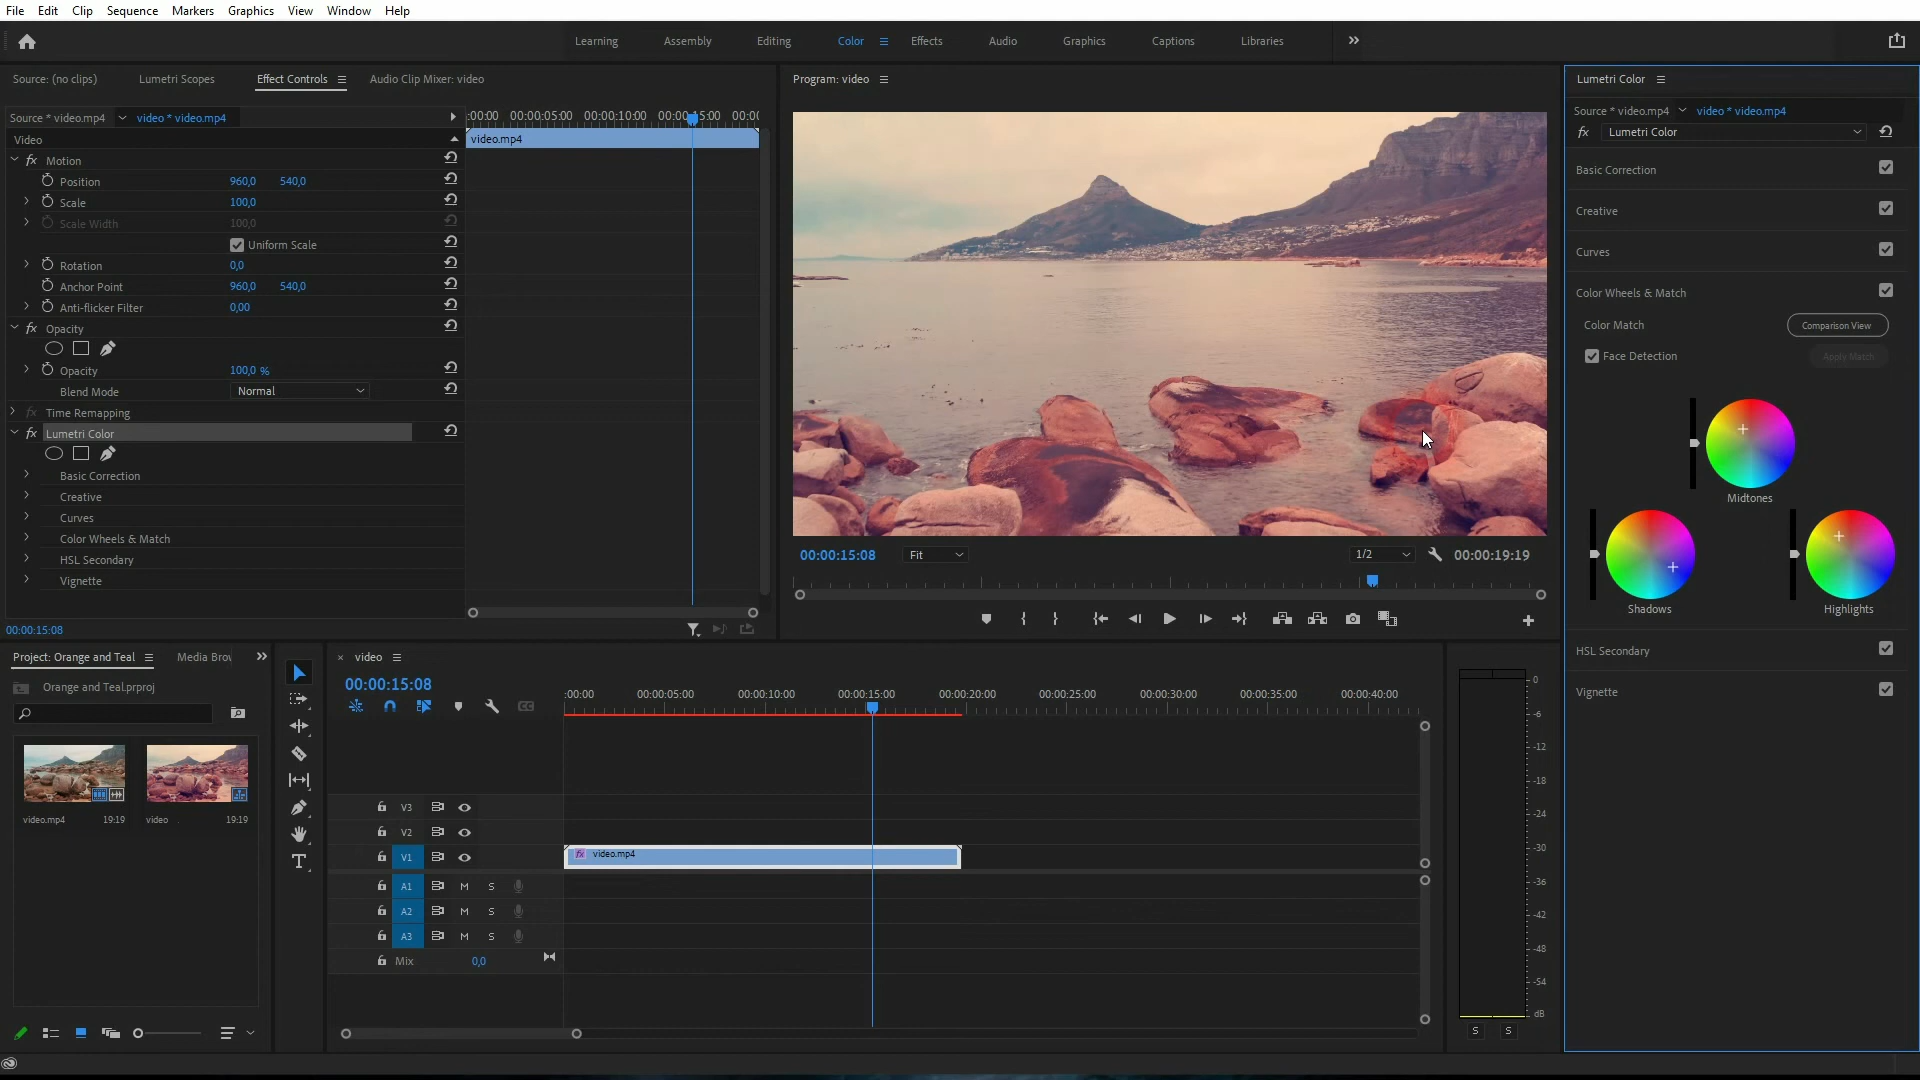 File Edit Clip Sequence Markers Graphics View Window Help
Learning Assembly Editing Color Effects Audio Graphics Captions Libraries
Source: (no clips) Lumetri Scopes Effect Controls Audio Clip Mixer: video
Source * video.mp4 video * video.mp4
:00:00 00:00:05:00 00:00:10:00 00:00:15:00 00:0
Video
video.mp4
fx Motion
Position 960,0 540,0
Scale 100,0
Scale Width 100,0
Uniform Scale
Rotation 0,0
Anchor Point 960,0 540,0
Anti-flicker Filter 0,00
fx Opacity
Opacity 100,0 %
Blend Mode Normal
fx Time Remapping
fx Lumetri Color
Basic Correction
Creative
Curves
Color Wheels & Match
HSL Secondary
Vignette
00:00:15:08
Program: video
00:00:15:08 Fit 1/2 00:00:19:19
Lumetri Color
Source * video.mp4 video * video.mp4
fx Lumetri Color
Basic Correction
Creative
Curves
Color Wheels & Match
Color Match Comparison View
Face Detection Apply Match
Midtones
Shadows Highlights
HSL Secondary
Vignette
Project: Orange and Teal Media Brov
Orange and Teal.prproj
video.mp4 19:19 video 19:19
video
00:00:15:08
:00:00 00:00:05:00 00:00:10:00 00:00:15:00 00:00:20:00 00:00:25:00 00:00:30:00 00:00:35:00 00:00:40:00
CC
V3
V2
V1
fx video.mp4
A1 M S
A2 M S
A3 M S
Mix 0,0
0
-6
-12
-18
-24
-30
-36
-42
-48
-54
dB
S S